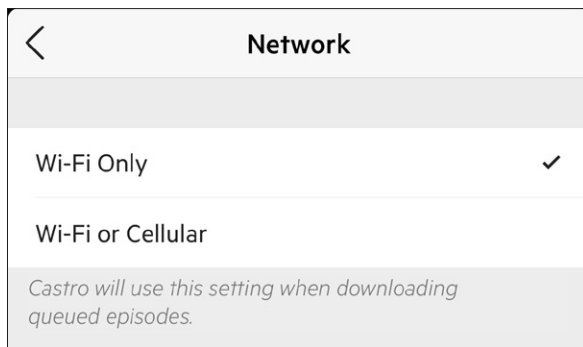 Network
Wi-Fi Only
Wi-Fi or Cellular
Castro will use this setting when downloading
queued episodes.